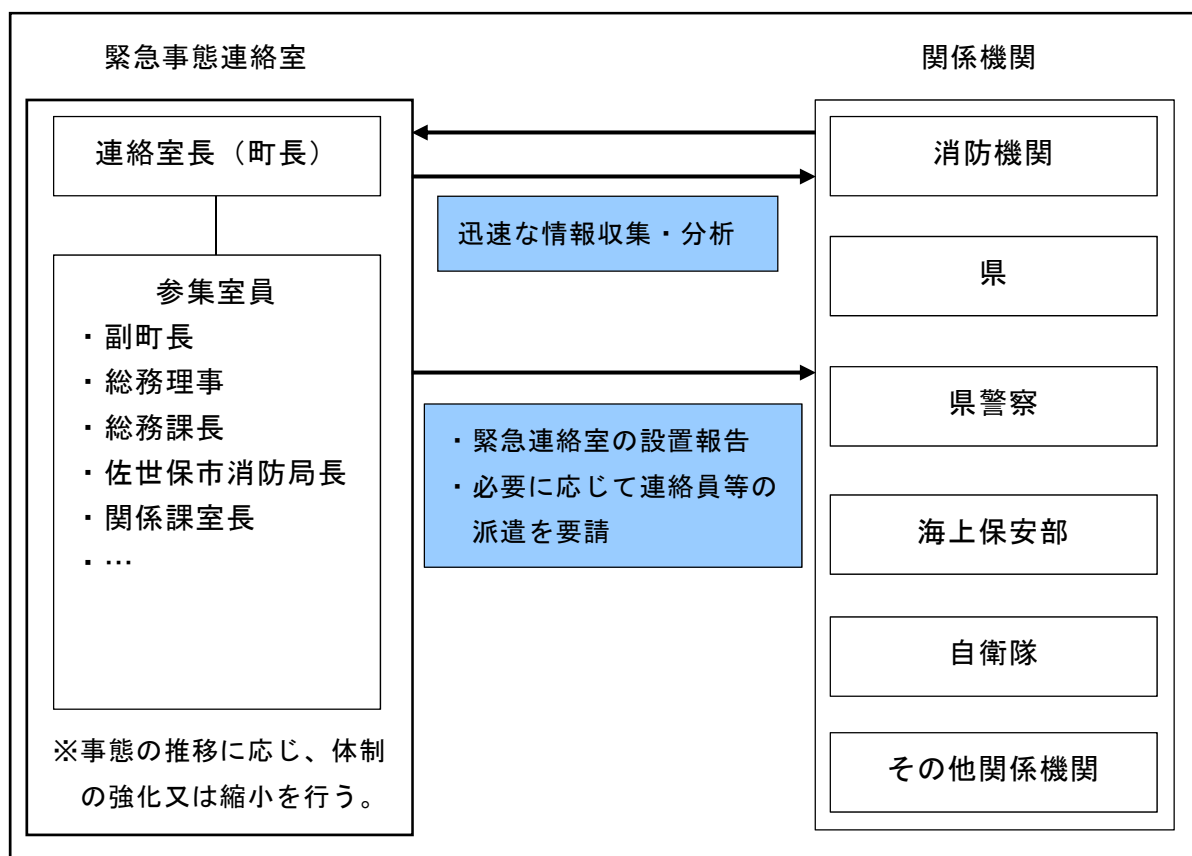 緊急事態連絡室
連絡室長（町長）
参集室員
・副町長
・総務理事
・総務課長
・佐世保市消防局長
・関係課室長
・…
※事態の推移に応じ、体制
の強化又は縮小を行う。
迅速な情報収集・分析
・緊急連絡室の設置報告
・必要に応じて連絡員等の
派遣を要請
関係機関
消防機関
県
県警察
海上保安部
自衛隊
その他関係機関